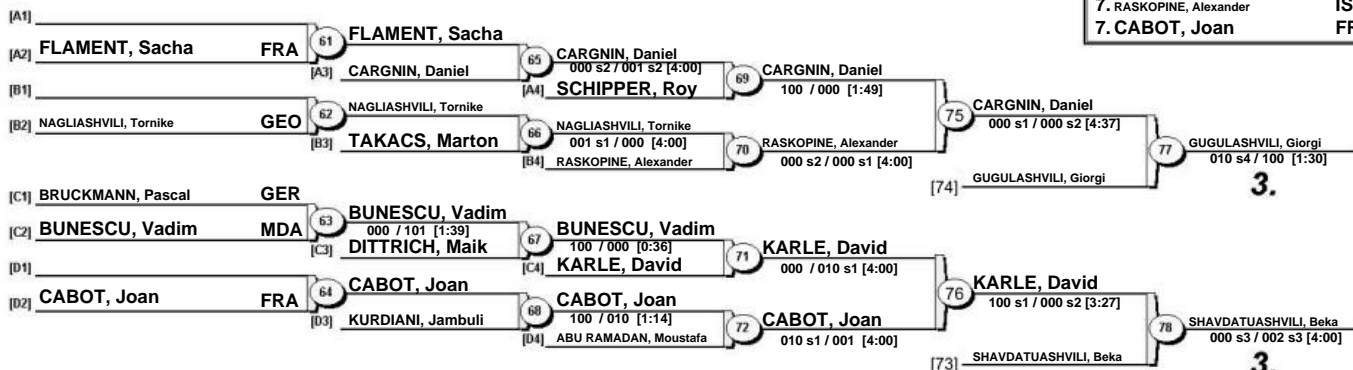 7. RASKOPINE, Alexander IS
7. CABOT, Joan FR
[A1]
[A2] FLAMENT, Sacha FRA
61
FLAMENT, Sacha
[A3] CARGNIN, Daniel
65
CARGNIN, Daniel
000 s2 / 001 s2 [4:00]
[A4] SCHIPPER, Roy
69
CARGNIN, Daniel
100 / 000 [1:49]
[B1]
[B2] NAGLIASHVILI, Tornike GEO
62
NAGLIASHVILI, Tornike
[B3] TAKACS, Marton
66
NAGLIASHVILI, Tornike
001 s1 / 000 [4:00]
[B4] RASKOPINE, Alexander
70
RASKOPINE, Alexander
000 s2 / 000 s1 [4:00]
75
CARGNIN, Daniel
000 s1 / 000 s2 [4:37]
[74] GUGULASHVILI, Giorgi
77
GUGULASHVILI, Giorgi
010 s4 / 100 [1:30]
3.
[C1] BRUCKMANN, Pascal GER
[C2] BUNESCU, Vadim MDA
63
BUNESCU, Vadim
000 / 101 [1:39]
[C3] DITTRICH, Maik
67
BUNESCU, Vadim
100 / 000 [0:36]
[C4] KARLE, David
71
KARLE, David
000 / 010 s1 [4:00]
[D1]
[D2] CABOT, Joan FRA
64
CABOT, Joan
[D3] KURDIANI, Jambuli
68
CABOT, Joan
100 / 010 [1:14]
[D4] ABU RAMADAN, Moustafa
72
CABOT, Joan
010 s1 / 001 [4:00]
76
KARLE, David
100 s1 / 000 s2 [3:27]
[73] SHAVDATUASHVILI, Beka
78
SHAVDATUASHVILI, Beka
000 s3 / 002 s3 [4:00]
3.